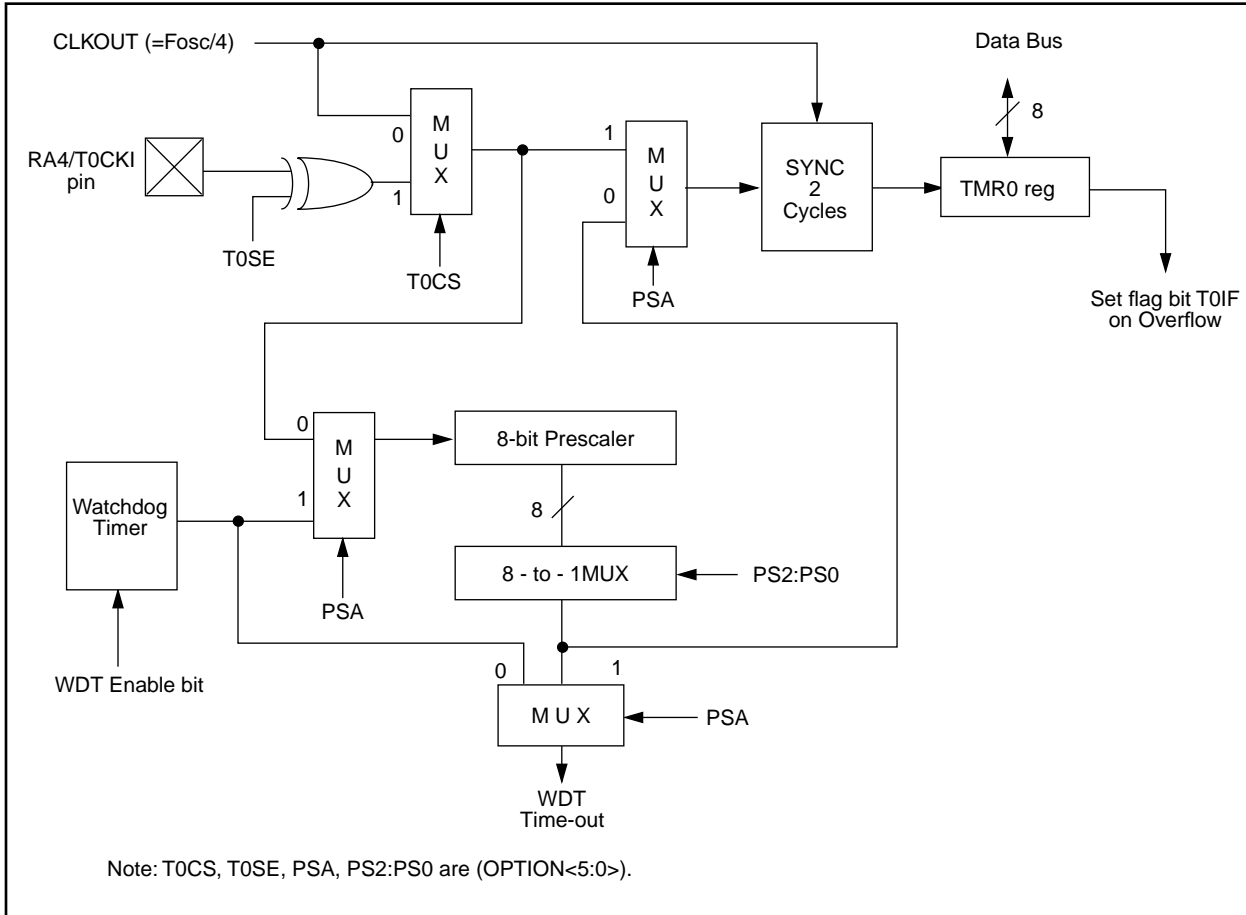 CLKOUT (=Fosc/4)
Data Bus
8
M
U
X
0
1
RA4/T0CKI
pin
T0SE
T0CS
M
U
X
1
0
PSA
SYNC
2
Cycles
TMR0 reg
Set flag bit T0IF
on Overflow
0
1
M
U
X
PSA
8-bit Prescaler
8
8 - to - 1MUX
PS2:PS0
Watchdog
Timer
WDT Enable bit
0
1
M U X
PSA
WDT
Time-out
Note: T0CS, T0SE, PSA, PS2:PS0 are (OPTION<5:0>).